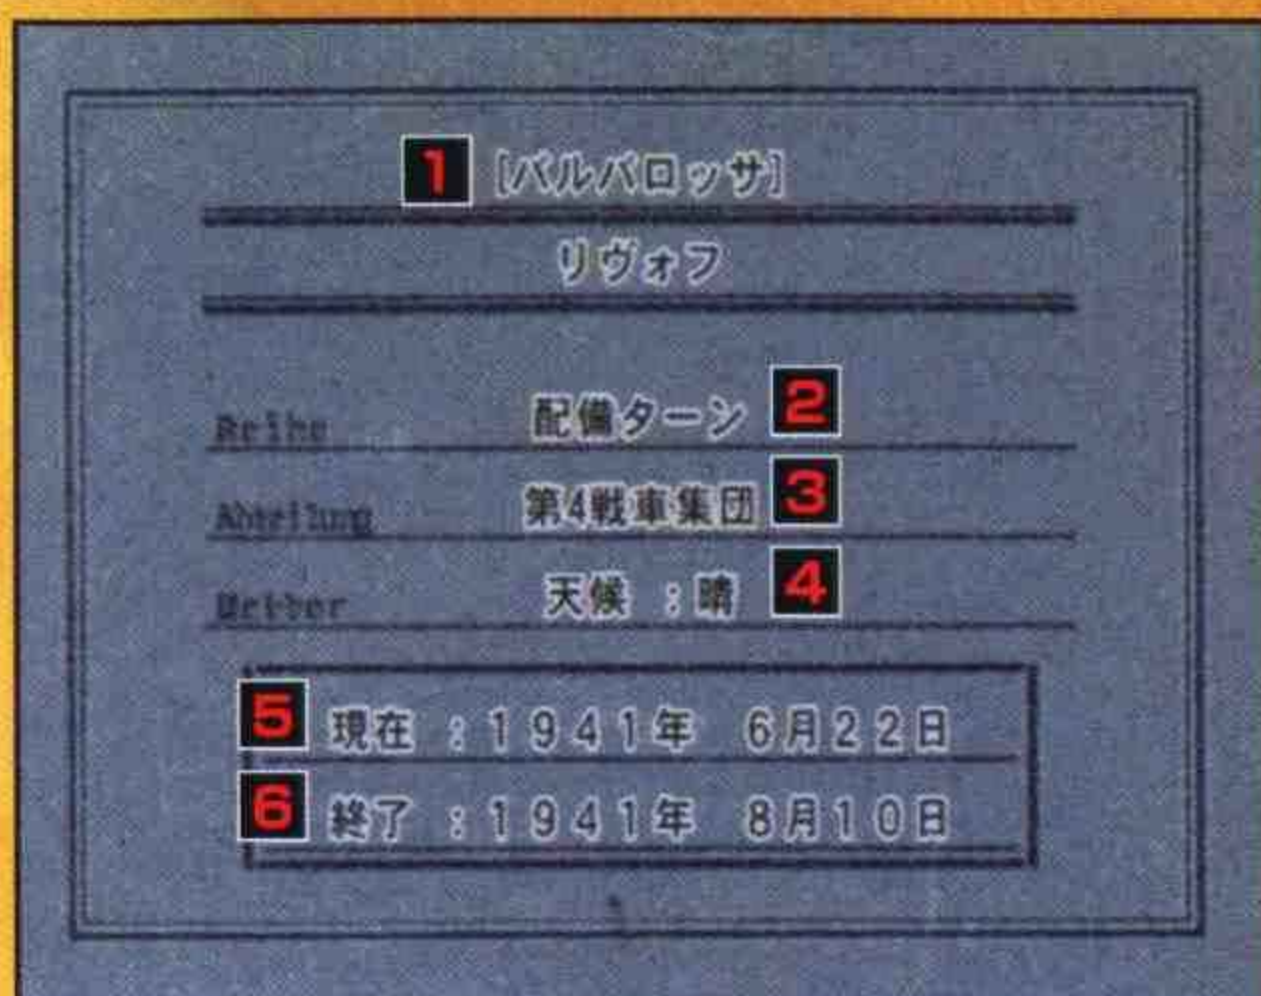 1 [バルバロッサ]
リヴォフ
Reihe 配備ターン 2
Abteilung 第4戦車集団 3
天候 :晴 4
5 現在 :1941年 6月22日
6 終了 :1941年 8月10日